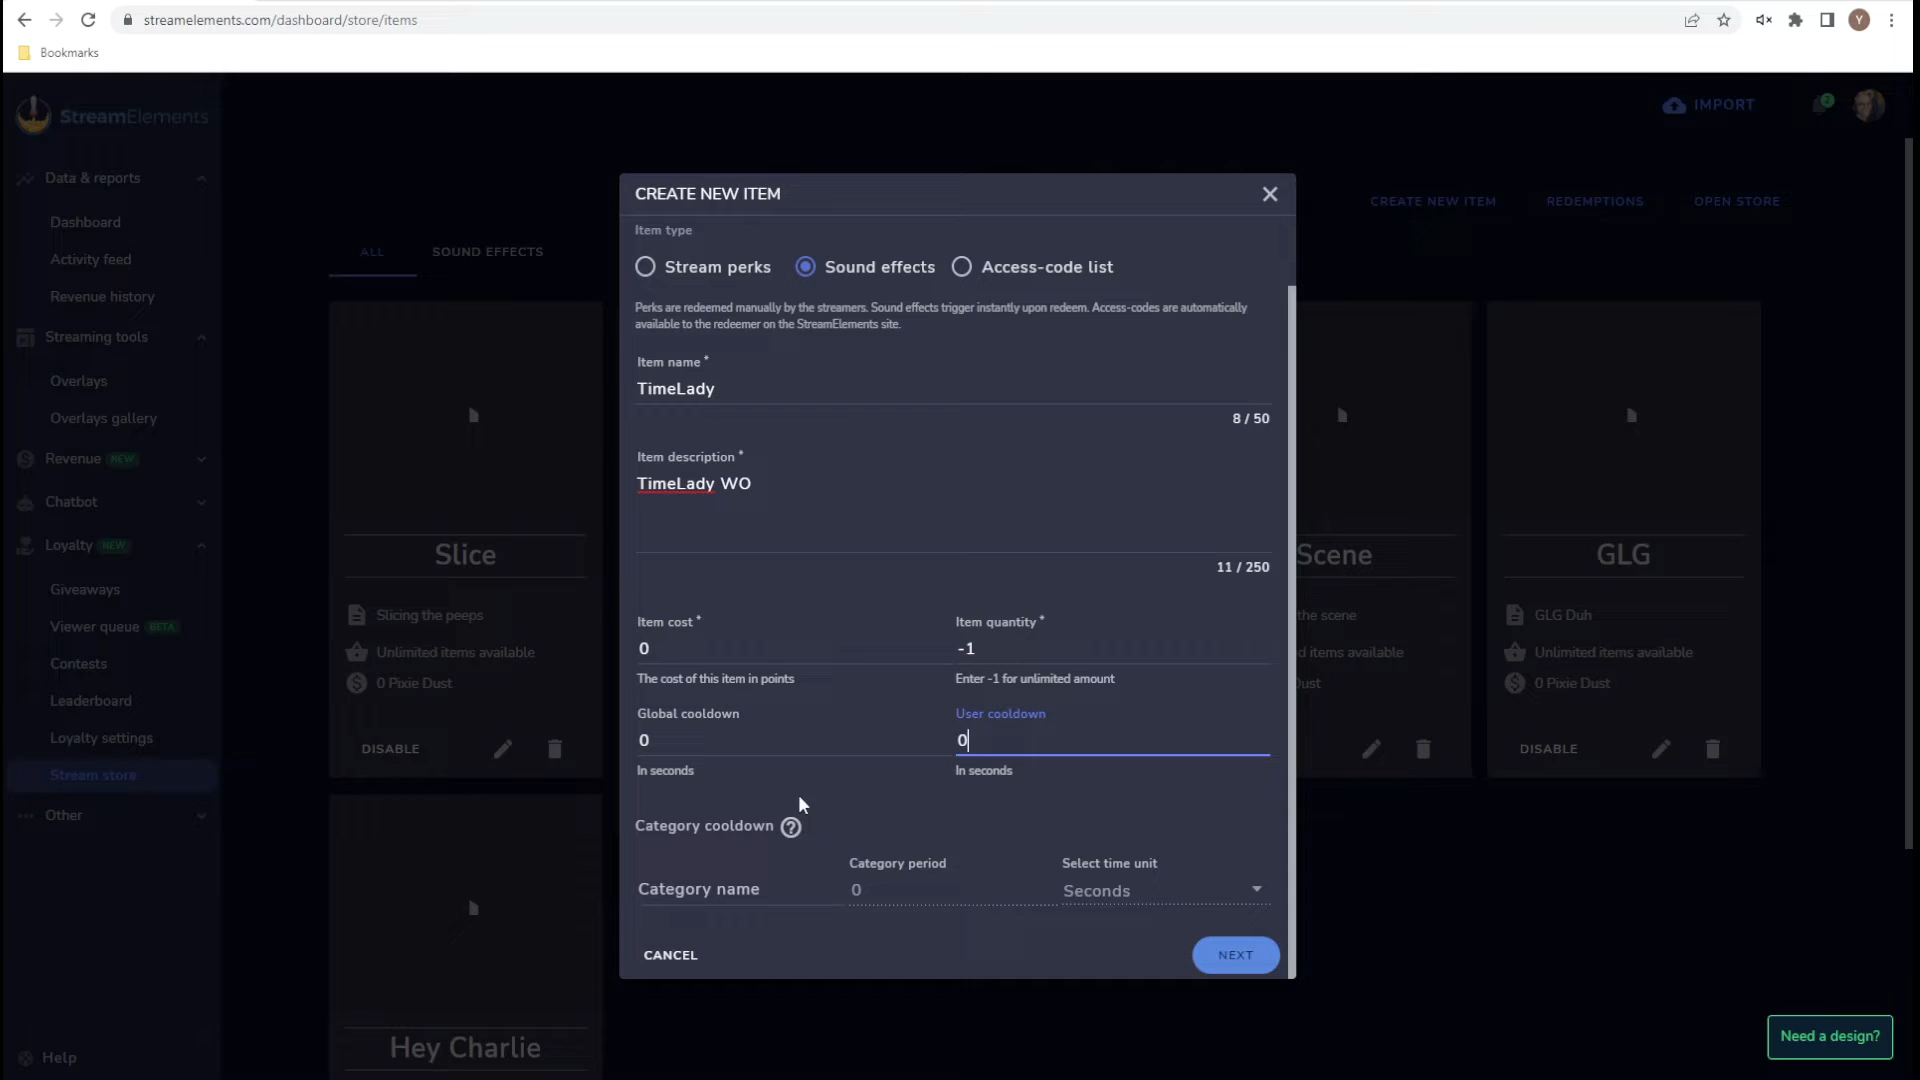 streamelements.com/dashboard/store/items
Y
Bookmarks
StreamElements
IMPORT
2
Data & reports
Dashboard
Activity feed
Revenue history
Streaming tools
Overlays
Overlays gallery
Revenue NEW
Chatbot
Loyalty NEW
Giveaways
Viewer queue BETA
Contests
Leaderboard
Loyalty settings
Stream store
Other
Help
CREATE NEW ITEM REDEMPTIONS OPEN STORE
ALL SOUND EFFECTS
Slice
Slicing the peeps
Unlimited items available
0 Pixie Dust
DISABLE
Hey Charlie
CREATE NEW ITEM
Item type
Stream perks Sound effects Access-code list
Perks are redeemed manually by the streamers. Sound effects trigger instantly upon redeem. Access-codes are automatically
available to the redeemer on the StreamElements site.
Item name *
TimeLady
8 / 50
Item description *
TimeLady WO
11 / 250
Item cost * Item quantity *
0 -1
The cost of this item in points Enter -1 for unlimited amount
Global cooldown User cooldown
0 0
In seconds In seconds
Category cooldown ?
Category period Select time unit
Category name 0 Seconds
CANCEL NEXT
Scene
the scene
d items available
Dust
GLG
GLG Duh
Unlimited items available
0 Pixie Dust
DISABLE
Need a design?